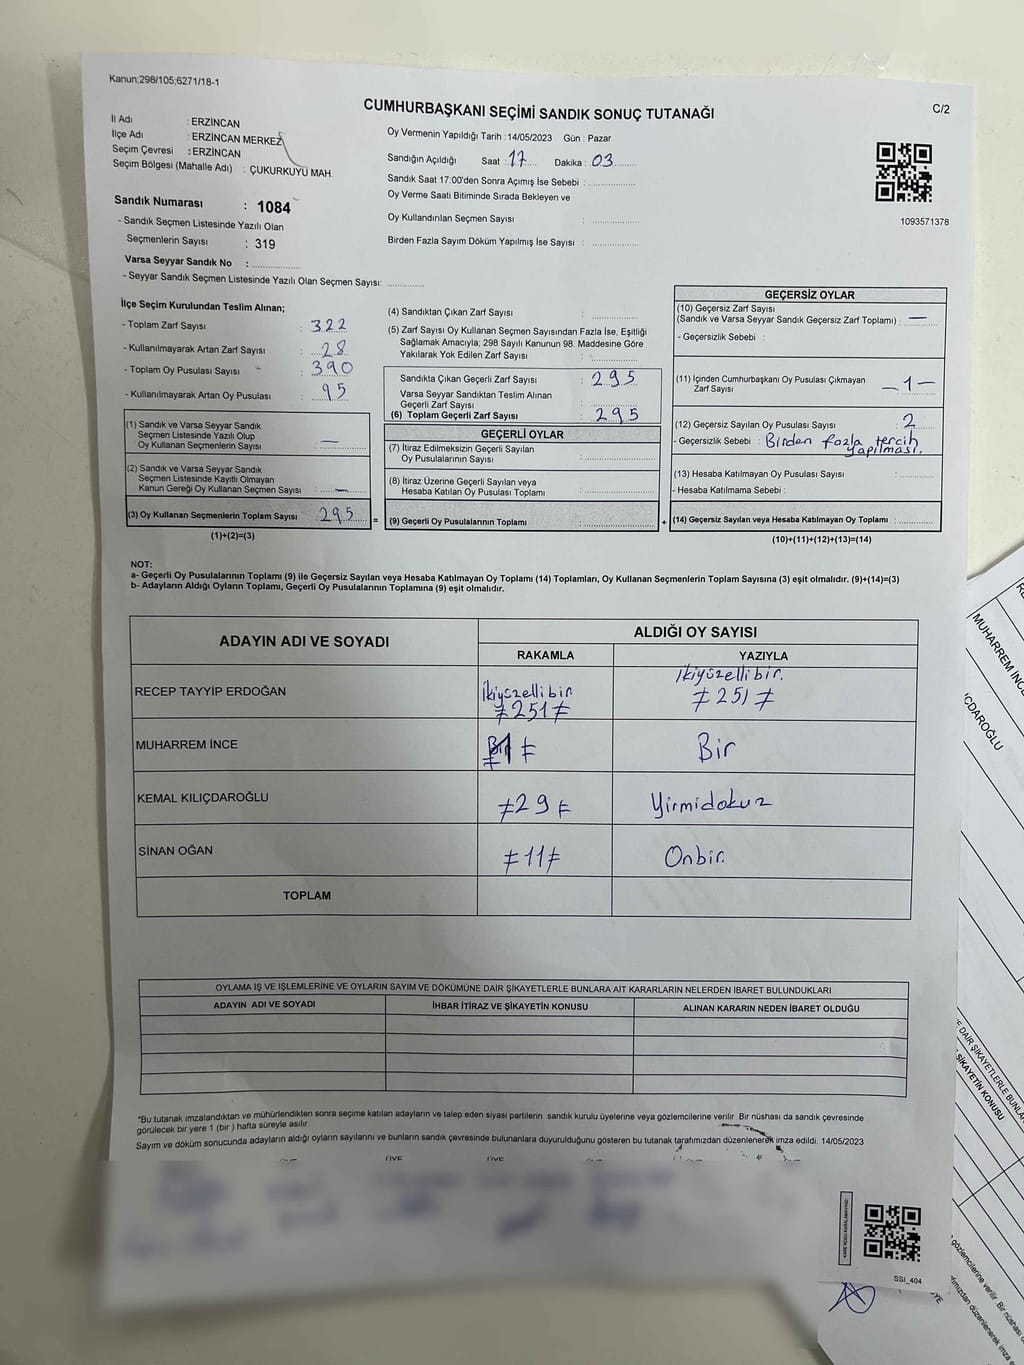 Kanun;298/105;6271/18-1
CUMHURBAŞKANI SEÇİMİ SANDIK SONUÇ TUTANAĞI
C/2
İl Adı : ERZİNCAN
İlçe Adı : ERZİNCAN MERKEZ
Seçim Çevresi : ERZİNCAN
Seçim Bölgesi (Mahalle Adı) : ÇUKURKUYU MAH.
Sandık Numarası : 1084
- Sandık Seçmen Listesinde Yazılı Olan
Seçmenlerin Sayısı : 319
Varsa Seyyar Sandık No :
- Seyyar Sandık Seçmen Listesinde Yazılı Olan Seçmen Sayısı:
Oy Vermenin Yapıldığı Tarih : 14/05/2023 Gün : Pazar
Sandığın Açıldığı Saat : 17 Dakika : 03
Sandık Saat 17:00'den Sonra Açımış İse Sebebi :
Oy Verme Saati Bitiminde Sırada Bekleyen ve
Oy Kullandırılan Seçmen Sayısı :
Birden Fazla Sayım Döküm Yapılmış İse Sayısı :
1093571378
İlçe Seçim Kurulundan Teslim Alınan;
- Toplam Zarf Sayısı : 322
- Kullanılmayarak Artan Zarf Sayısı : 28
- Toplam Oy Pusulası Sayısı : 390
- Kullanılmayarak Artan Oy Pusulası : 95
(1) Sandık ve Varsa Seyyar Sandık
Seçmen Listesinde Yazılı Olup
Oy Kullanan Seçmenlerin Sayısı : —
(2) Sandık ve Varsa Seyyar Sandık
Seçmen Listesinde Kayıtlı Olmayan
Kanun Gereği Oy Kullanan Seçmen Sayısı : —
(3) Oy Kullanan Seçmenlerin Toplam Sayısı : 295
(1)+(2)=(3)
(4) Sandıktan Çıkan Zarf Sayısı :
(5) Zarf Sayısı Oy Kullanan Seçmen Sayısından Fazla İse, Eşitliği
Sağlamak Amacıyla; 298 Sayılı Kanunun 98. Maddesine Göre
Yakılarak Yok Edilen Zarf Sayısı :
Sandıkta Çıkan Geçerli Zarf Sayısı : 295
Varsa Seyyar Sandıktan Teslim Alınan
Geçerli Zarf Sayısı :
(6) Toplam Geçerli Zarf Sayısı : 295
GEÇERLİ OYLAR
(7) İtiraz Edilmeksizin Geçerli Sayılan
Oy Pusulalarının Sayısı :
(8) İtiraz Üzerine Geçerli Sayılan veya
Hesaba Katılan Oy Pusulası Toplamı :
= (9) Geçerli Oy Pusulalarının Toplamı : +
GEÇERSİZ OYLAR
(10) Geçersiz Zarf Sayısı
(Sandık ve Varsa Seyyar Sandık Geçersiz Zarf Toplamı) : —
- Geçersizlik Sebebi :
(11) İçinden Cumhurbaşkanı Oy Pusulası Çıkmayan
Zarf Sayısı : —1—
(12) Geçersiz Sayılan Oy Pusulası Sayısı : 2
- Geçersizlik Sebebi : Birden fazla tercih
yapılması.
(13) Hesaba Katılmayan Oy Pusulası Sayısı :
- Hesaba Katılmama Sebebi :
(14) Geçersiz Sayılan veya Hesaba Katılmayan Oy Toplamı :
(10)+(11)+(12)+(13)=(14)
NOT:
a- Geçerli Oy Pusulalarının Toplamı (9) ile Geçersiz Sayılan veya Hesaba Katılmayan Oy Toplamı (14) Toplamları, Oy Kullanan Seçmenlerin Toplam Sayısına (3) eşit olmalıdır. (9)+(14)=(3)
b- Adayların Aldığı Oyların Toplamı, Geçerli Oy Pusulalarının Toplamına (9) eşit olmalıdır.
ADAYIN ADI VE SOYADI
ALDIĞI OY SAYISI
RAKAMLA YAZIYLA
RECEP TAYYİP ERDOĞAN
ikiyüzellibir
≠251≠
ikiyüzellibir.
≠251≠
MUHARREM İNCE 1≠ Bir
KEMAL KILIÇDAROĞLU ≠29≠ Yirmidokuz
SİNAN OĞAN ≠11≠ Onbir.
TOPLAM
OYLAMA İŞ VE İŞLEMLERİNE VE OYLARIN SAYIM VE DÖKÜMÜNE DAİR ŞİKAYETLERLE BUNLARA AİT KARARLARIN NELERDEN İBARET BULUNDUKLARI
ADAYIN ADI VE SOYADI İHBAR İTİRAZ VE ŞİKAYETİN KONUSU ALINAN KARARIN NEDEN İBARET OLDUĞU
*Bu tutanak imzalandıktan ve mühürlendikten sonra seçime katılan adayların ve talep eden siyasi partilerin sandık kurulu üyelerine veya gözlemcilerine verilir. Bir nüshası da sandık çevresinde
görülecek bir yere 1 (bir) hafta süreyle asılır.
Sayım ve döküm sonucunda adayların aldığı oyların sayılarını ve bunların sandık çevresinde bulunanlara duyurulduğunu gösteren bu tutanak tarafımızdan düzenlenerek imza edildi. 14/05/2023
ÜYE ÜYE
SSI_404
MUHARREM İNC
ÇDAROĞLU
E DAİR ŞİKAYETLERLE BUNLAR
ŞİKAYETİN KONUSU
gözlemcilerine verilir. Bir nüshası
mızdan düzenlenerek imza
ÜYE